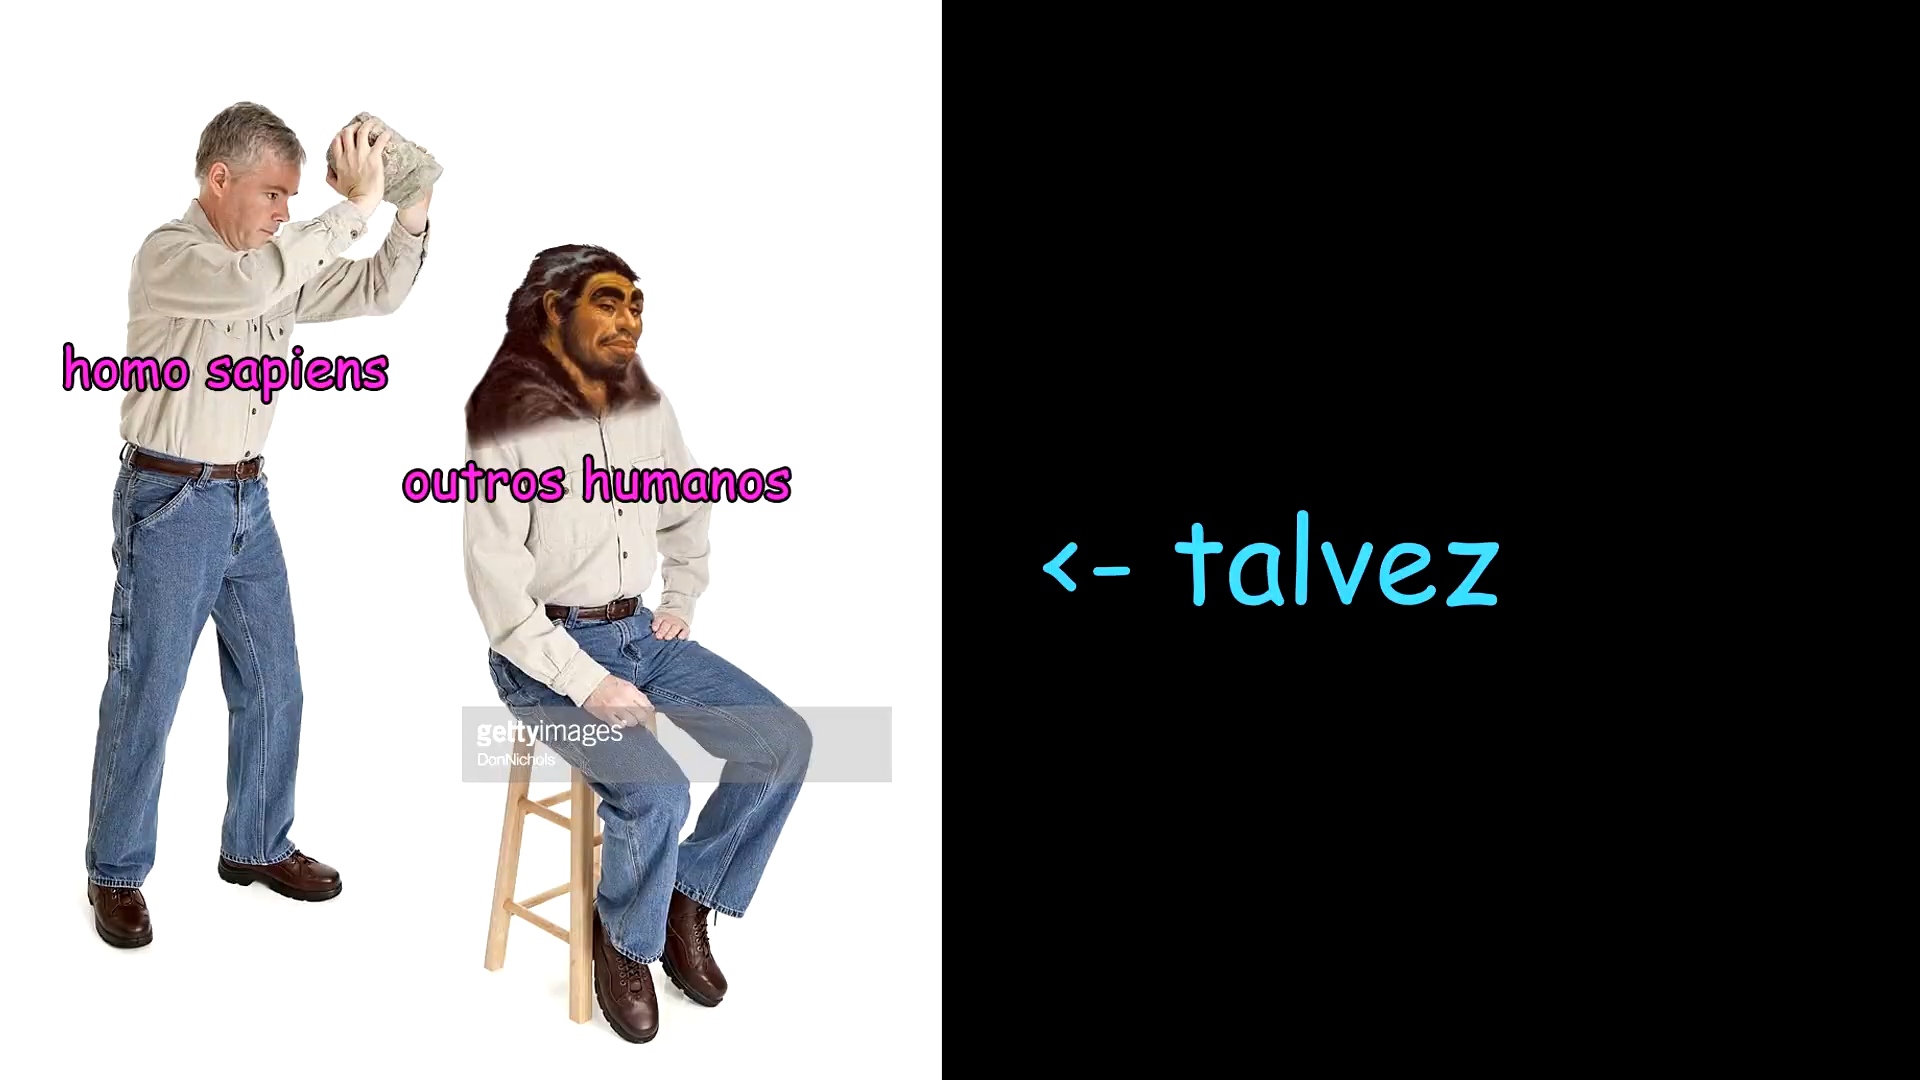 homo sapiens
outros humanos
<- talvez
gettyimages
DonNichols